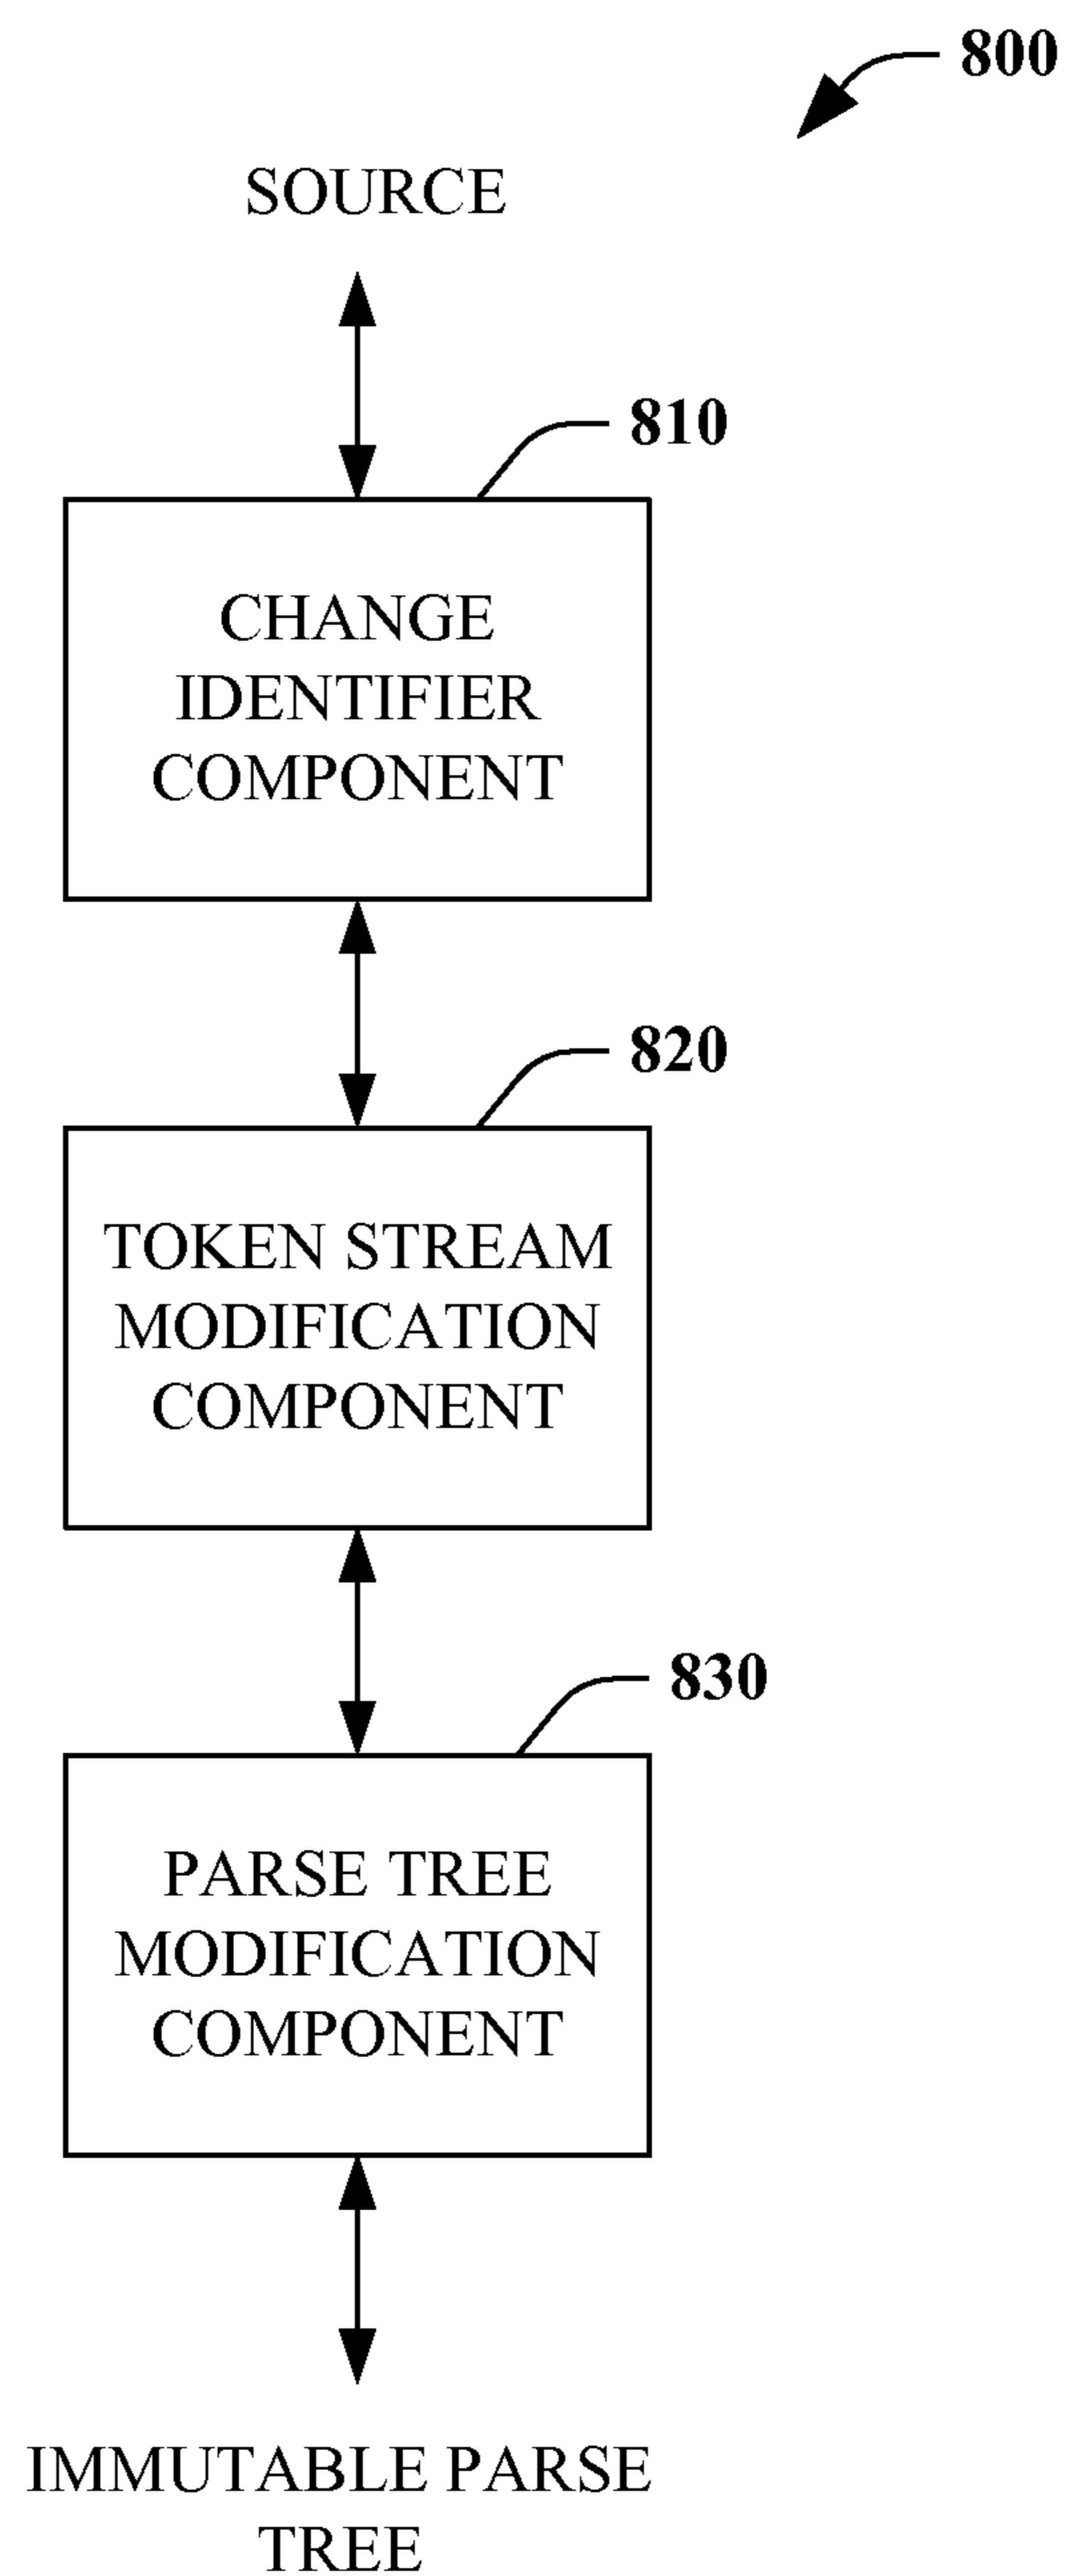 800
SOURCE
810
CHANGE
IDENTIFIER
COMPONENT
820
TOKEN STREAM
MODIFICATION
COMPONENT
830
PARSE TREE
MODIFICATION
COMPONENT
IMMUTABLE PARSE
TREE